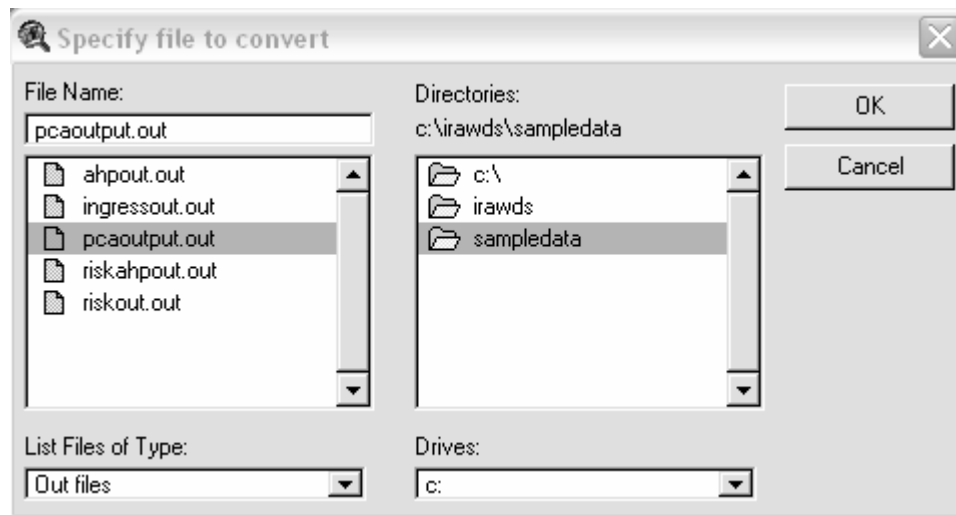 Specify file to convert
File Name:
pcaoutput.out
ahpout.out
ingressout.out
pcaoutput.out
riskahpout.out
riskout.out
List Files of Type:
Out files
Directories:
c:\irawds\sampledata
c:\
irawds
sampledata
Drives:
c:
OK
Cancel